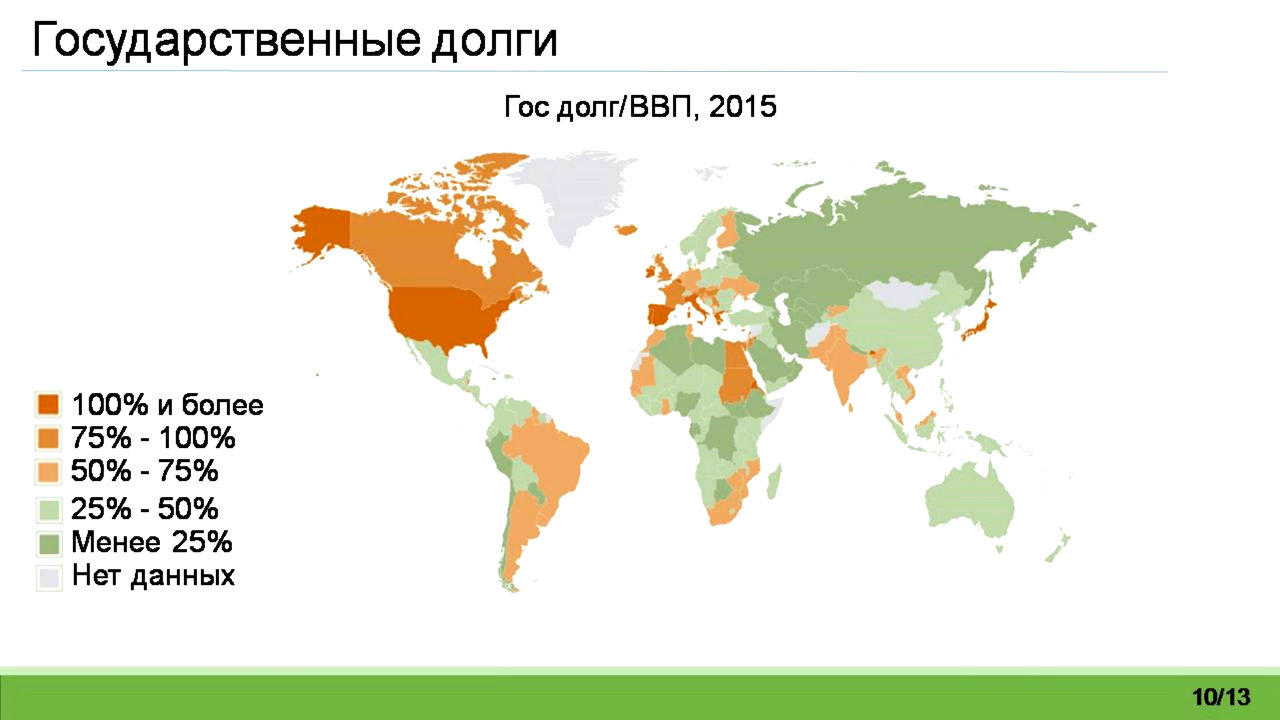 Государственные долги
Гос долг/ВВП, 2015
100% и более
75% - 100%
50% - 75%
25% - 50%
Менее 25%
Нет данных
10/13